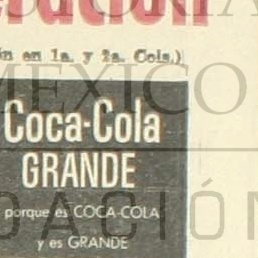 ón en 1a. y 2a. Cols.)
MEXICO
Coca-Cola
GRANDE
porque es COCA-COLA
y es GRANDE